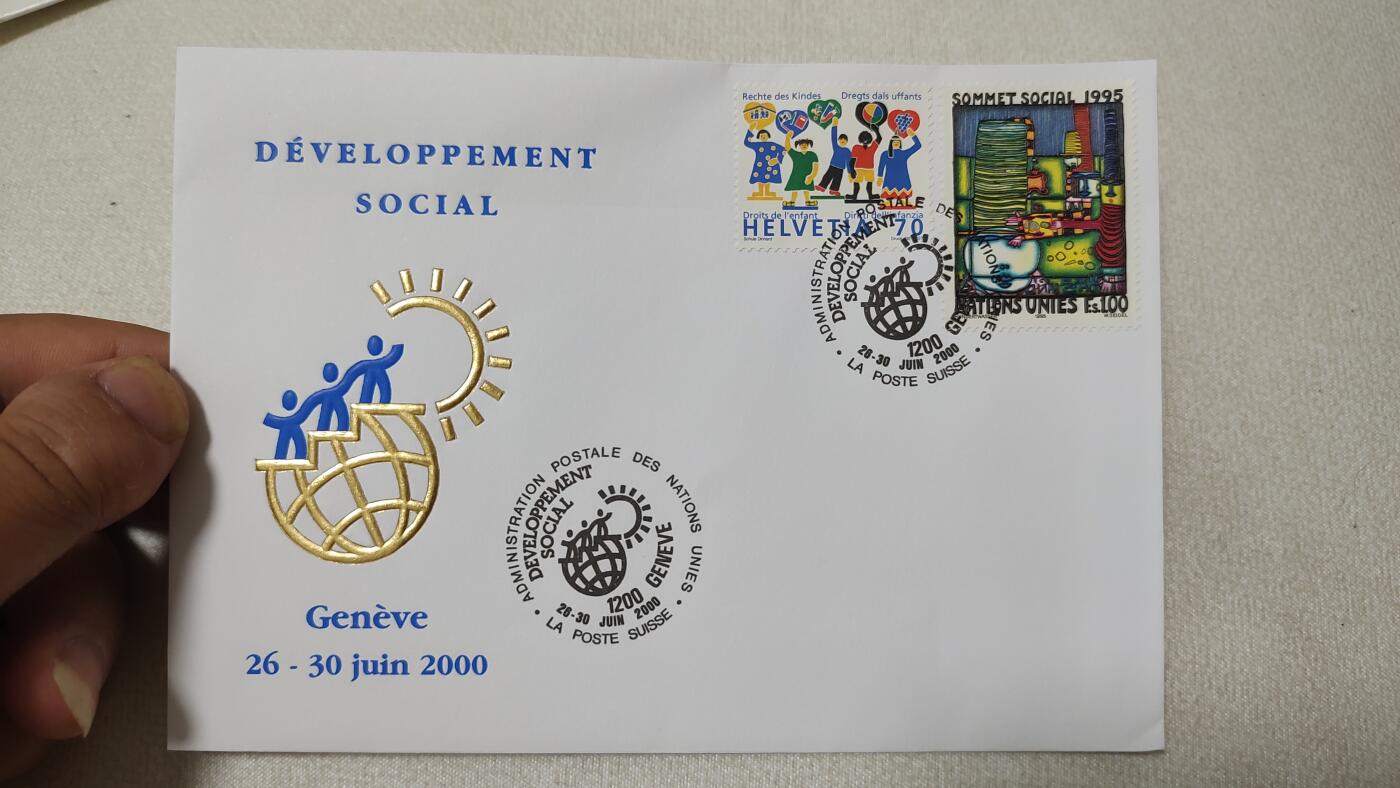 DÉVELOPPEMENT
SOCIAL
Genève
26 - 30 juin 2000
Rechte des Kindes Dregts dals uffants
Droits de l'enfant Diritti dell'infanzia
HELVETIA 70
SOMMET SOCIAL 1995
NATIONS UNIES F.s.1.00
ADMINISTRATION POSTALE DES NATIONS UNIES
DEVELOPPEMENT
SOCIAL
1200 GENEVE
26-30 JUIN 2000
LA POSTE SUISSE
ADMINISTRATION POSTALE DES NATIONS UNIES
DEVELOPPEMENT
SOCIAL
1200 GENEVE
26-30 JUIN 2000
LA POSTE SUISSE